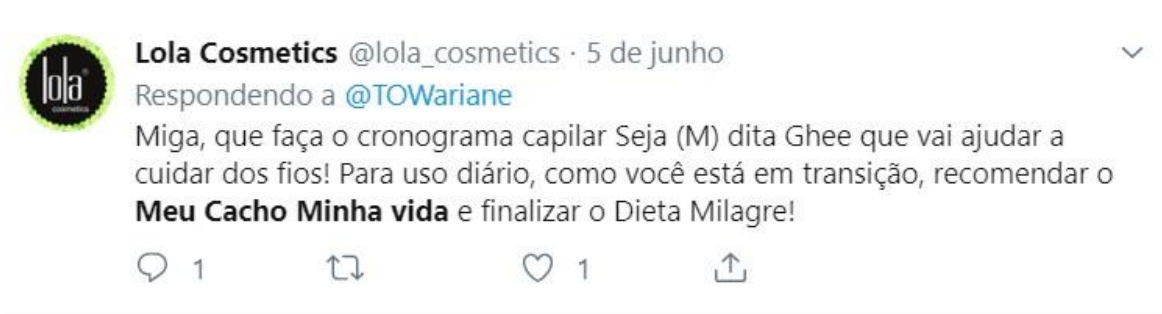 lola
cosmetics
Lola Cosmetics @lola_cosmetics · 5 de junho
Respondendo a @TOWariane
Miga, que faça o cronograma capilar Seja (M) dita Ghee que vai ajudar a
cuidar dos fios! Para uso diário, como você está em transição, recomendar o
Meu Cacho Minha vida e finalizar o Dieta Milagre!
1 1